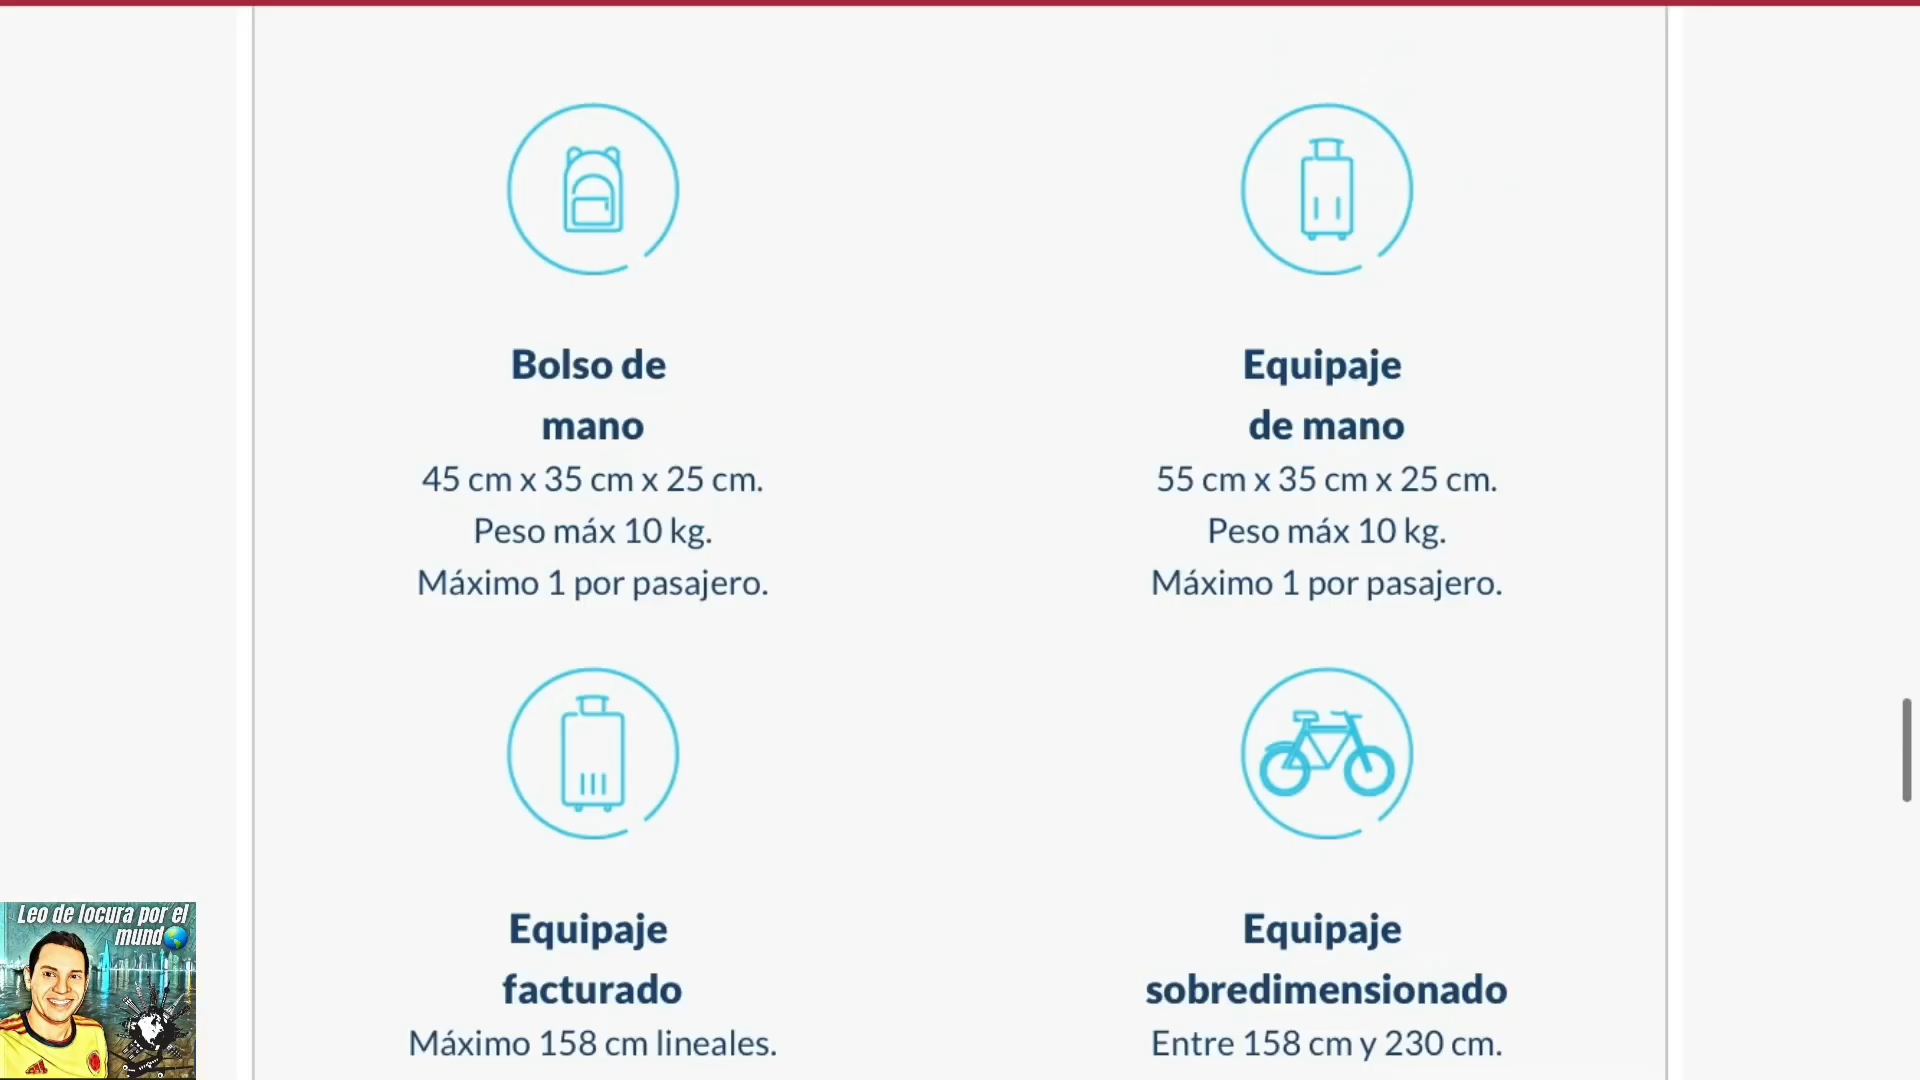 Bolso de
mano
45 cm x 35 cm x 25 cm.
Peso máx 10 kg.
Máximo 1 por pasajero.
Equipaje
de mano
55 cm x 35 cm x 25 cm.
Peso máx 10 kg.
Máximo 1 por pasajero.
Equipaje
facturado
Máximo 158 cm lineales.
Equipaje
sobredimensionado
Entre 158 cm y 230 cm.
Leo de locura por el
mund